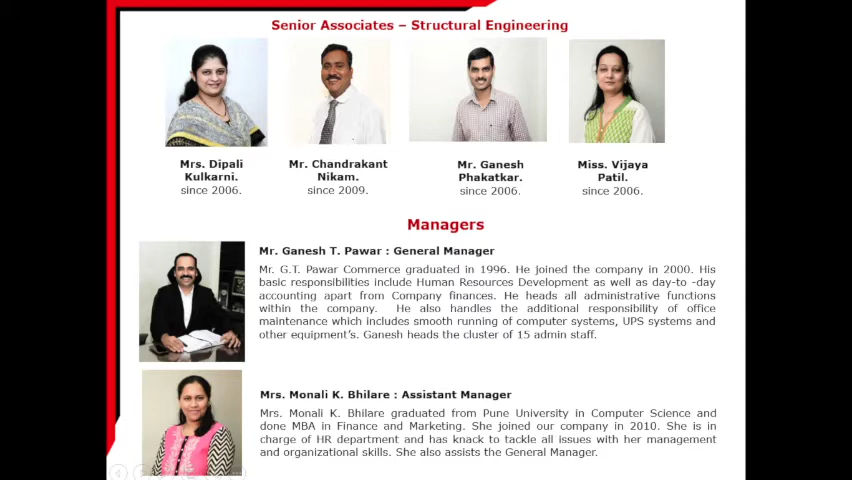 Senior Associates – Structural Engineering
Mrs. Dipali
Kulkarni.
since 2006.
Mr. Chandrakant
Nikam.
since 2009.
Mr. Ganesh
Phakatkar.
since 2006.
Miss. Vijaya
Patil.
since 2006.
Managers
Mr. Ganesh T. Pawar : General Manager
Mr. G.T. Pawar Commerce graduated in 1996. He joined the company in 2000. His
basic responsibilities include Human Resources Development as well as day-to -day
accounting apart from Company finances. He heads all administrative functions
within the company. He also handles the additional responsibility of office
maintenance which includes smooth running of computer systems, UPS systems and
other equipment's. Ganesh heads the cluster of 15 admin staff.
Mrs. Monali K. Bhilare : Assistant Manager
Mrs. Monali K. Bhilare graduated from Pune University in Computer Science and
done MBA in Finance and Marketing. She joined our company in 2010. She is in
charge of HR department and has knack to tackle all issues with her management
and organizational skills. She also assists the General Manager.